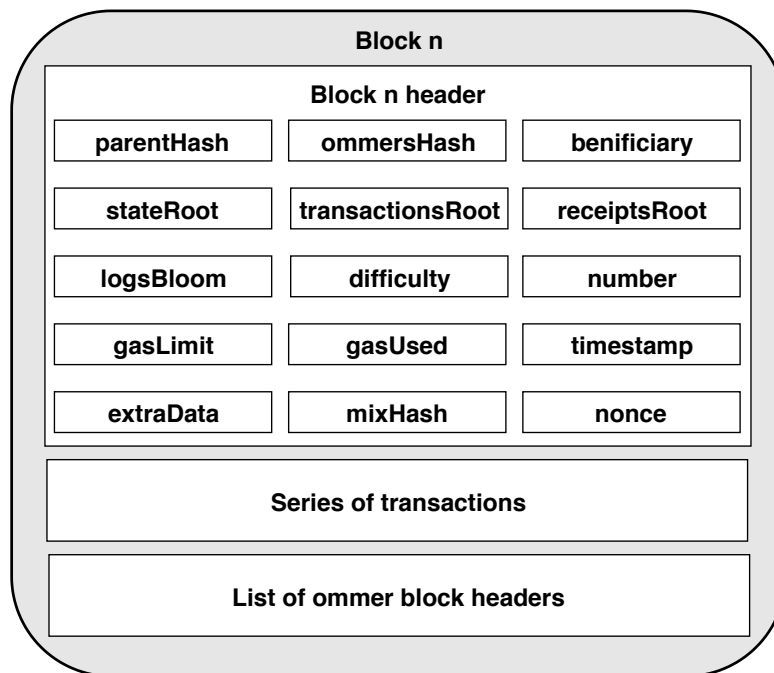 Block n
Block n header
parentHash ommersHash benificiary
stateRoot transactionsRoot receiptsRoot
logsBloom difficulty number
gasLimit gasUsed timestamp
extraData mixHash nonce
Series of transactions
List of ommer block headers